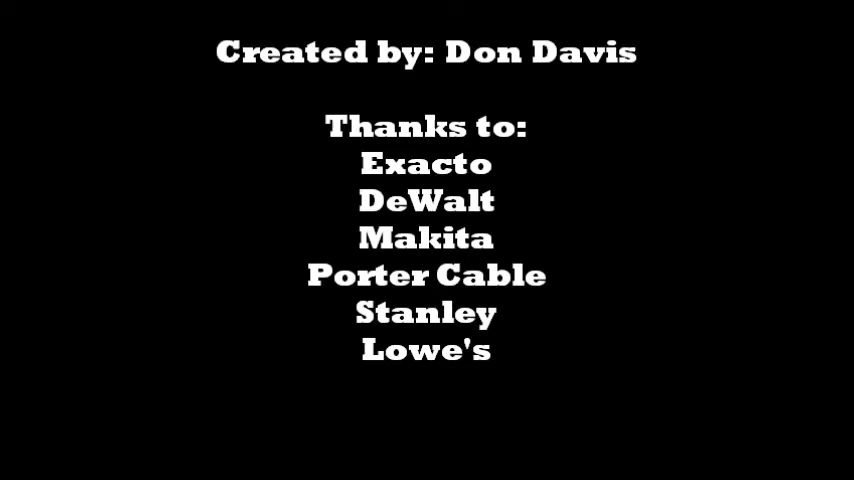 Created by: Don Davis
Thanks to:
Exacto
DeWalt
Makita
Porter Cable
Stanley
Lowe's